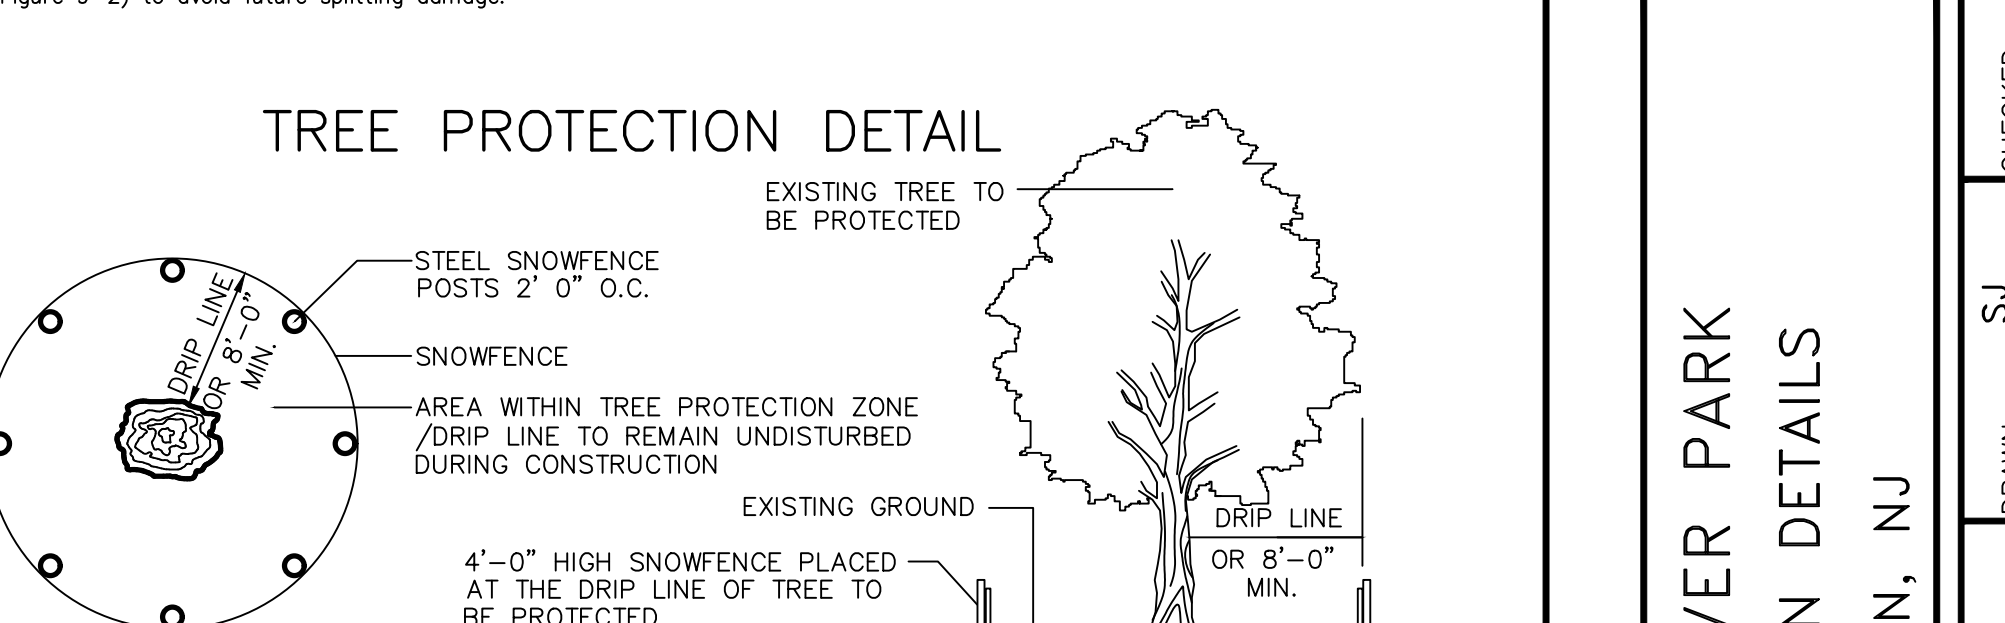 Figure 5-2) to avoid future splitting damage.
TREE PROTECTION DETAIL
EXISTING TREE TO
BE PROTECTED
STEEL SNOWFENCE
POSTS 2' 0" O.C.
DRIP LINE
OR 8'-0"
MIN.
SNOWFENCE
AREA WITHIN TREE PROTECTION ZONE
/DRIP LINE TO REMAIN UNDISTURBED
DURING CONSTRUCTION
EXISTING GROUND
DRIP LINE
OR 8'-0"
MIN.
4'-0" HIGH SNOWFENCE PLACED
AT THE DRIP LINE OF TREE TO
BE PROTECTED
VER PARK
N DETAILS
N, NJ
SJ